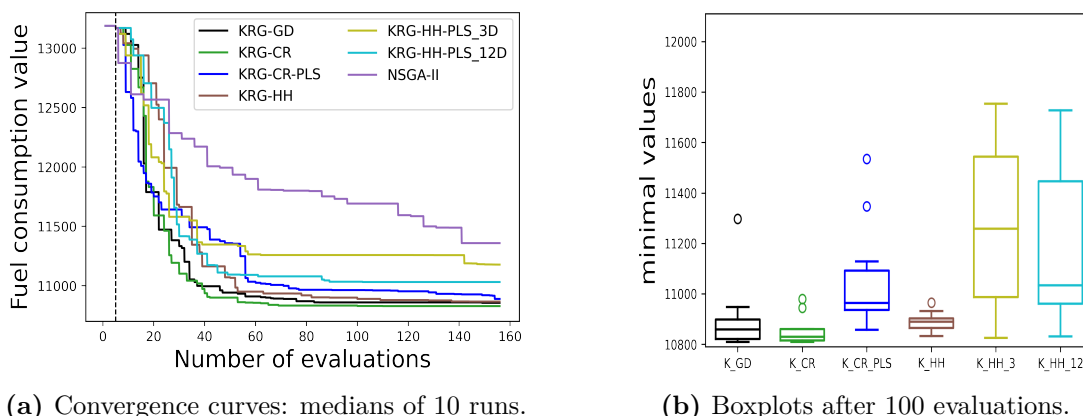 Fuel consumption value
13000
12500
12000
11500
11000
KRG-GD
KRG-CR
KRG-CR-PLS
KRG-HH
KRG-HH-PLS_3D
KRG-HH-PLS_12D
NSGA-II
0 20 40 60 80 100 120 140 160
Number of evaluations
(a) Convergence curves: medians of 10 runs.
minimal values
12000
11800
11600
11400
11200
11000
10800
K_GD K_CR K_CR_PLS K_HH K_HH_3 K_HH_12
(b) Boxplots after 100 evaluations.